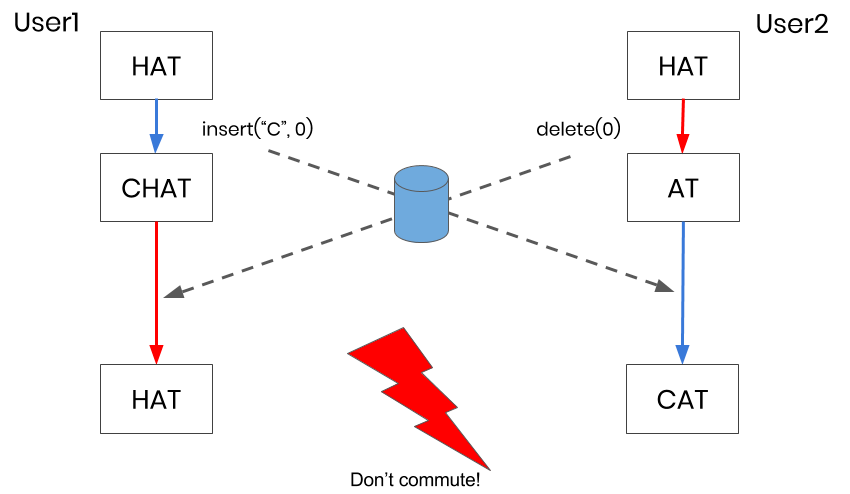 User1
User2
HAT
HAT
insert(“C”, 0)
delete(0)
CHAT
AT
HAT
CAT
Don’t commute!